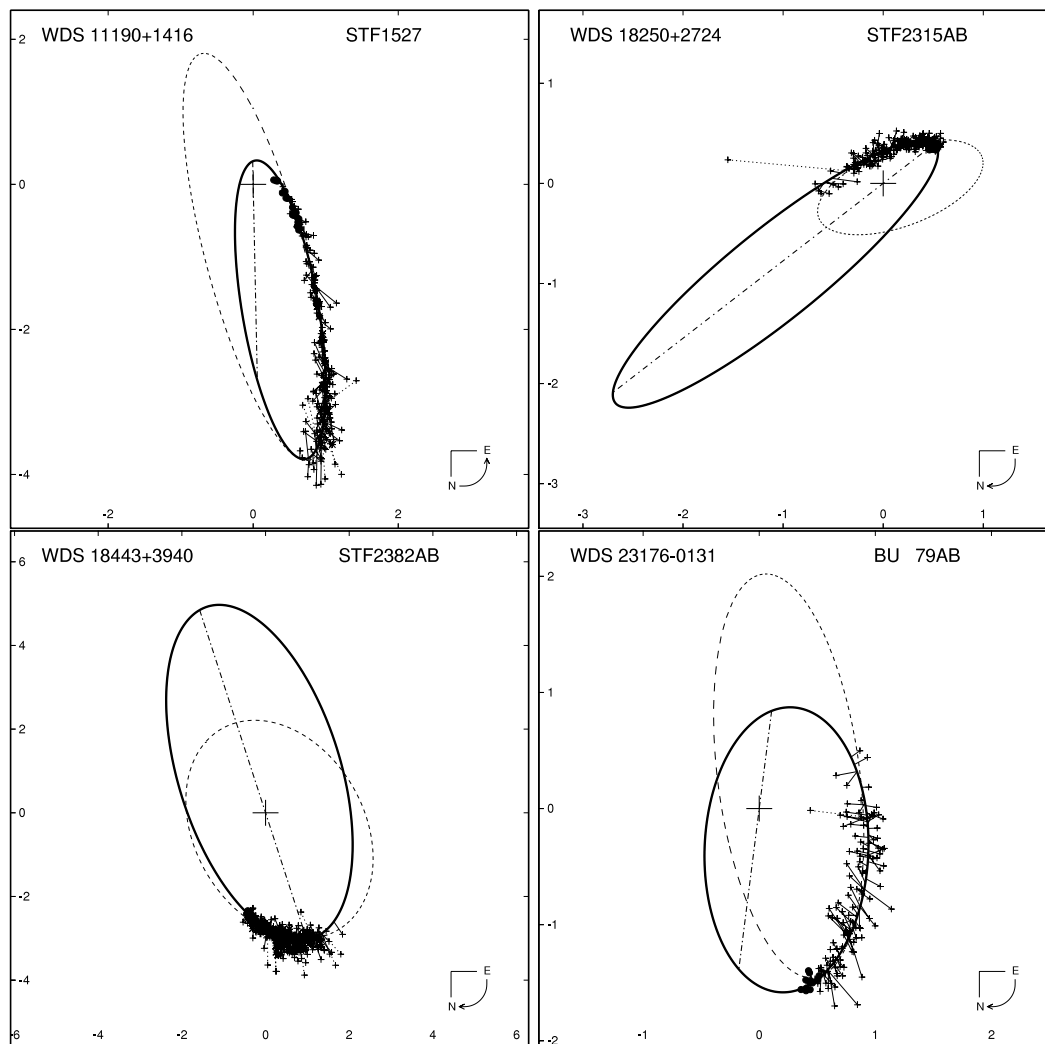 WDS 11190+1416 STF1527
2
0
-2
-4
0 2
E
N
WDS 18250+2724 STF2315AB
1
0
-1
-2
-3
-3 -2 -1 0 1
E
N
WDS 18443+3940 STF2382AB
6
4
2
0
-2
-4
-6 -4 -2 0 2 4 6
E
N
WDS 23176-0131 BU 79AB
2
1
0
-1
-2
-1 0 1 2
E
N